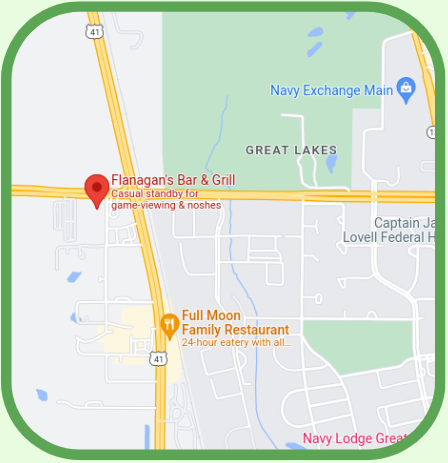 41
Navy Exchange Main
GREAT LAKES
Flanagan's Bar & Grill
Casual standby for
game-viewing & noshes
Captain Ja
Lovell Federal H
Full Moon
Family Restaurant
24-hour eatery with all...
41
Navy Lodge Great